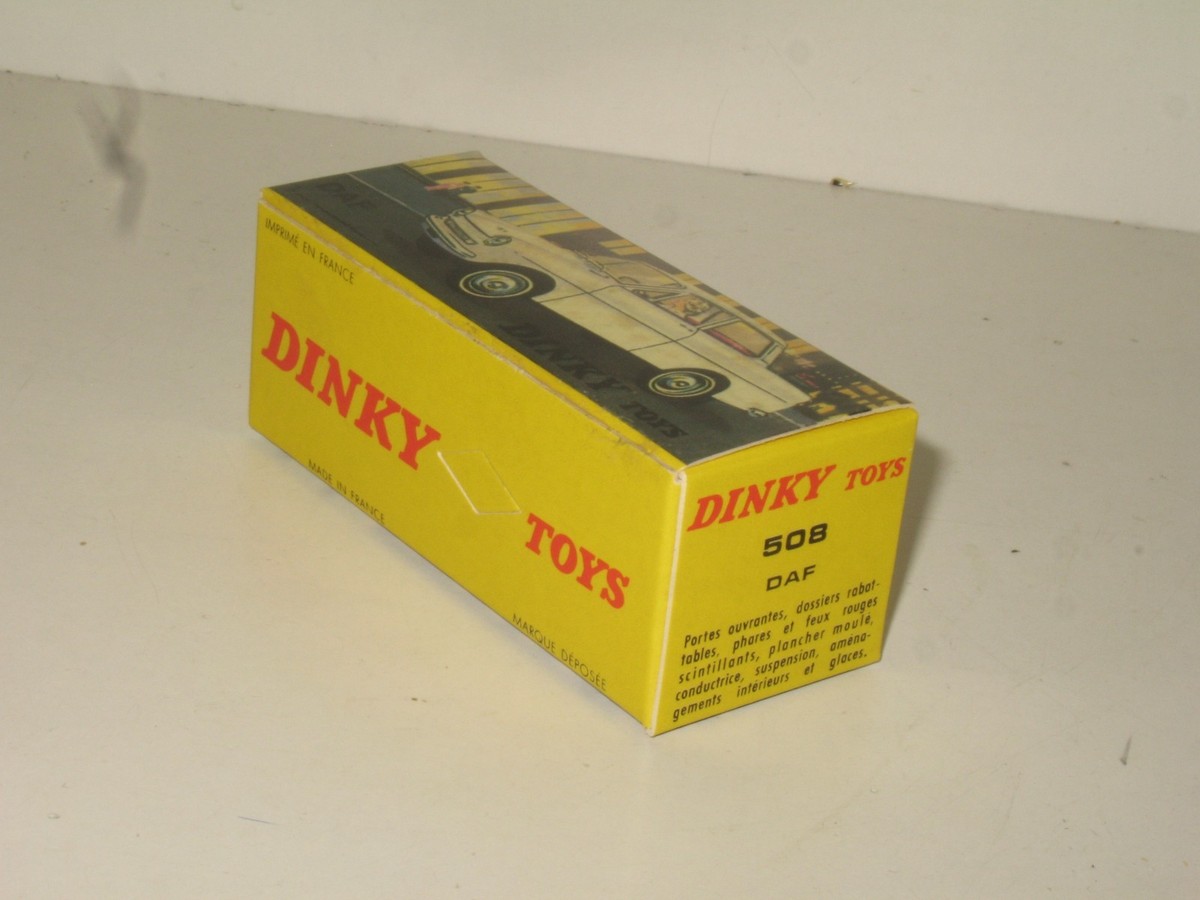 DAF
DINKY TOYS
IMPRIMÉ EN FRANCE
DINKY TOYS
MADE IN FRANCE
MARQUE DÉPOSÉE
DINKY TOYS
508
DAF
Portes ouvrantes, dossiers rabat-
tables, phares et feux rouges
scintillants, plancher moulé,
conductrice, suspension, aména-
gements intérieurs et glaces.